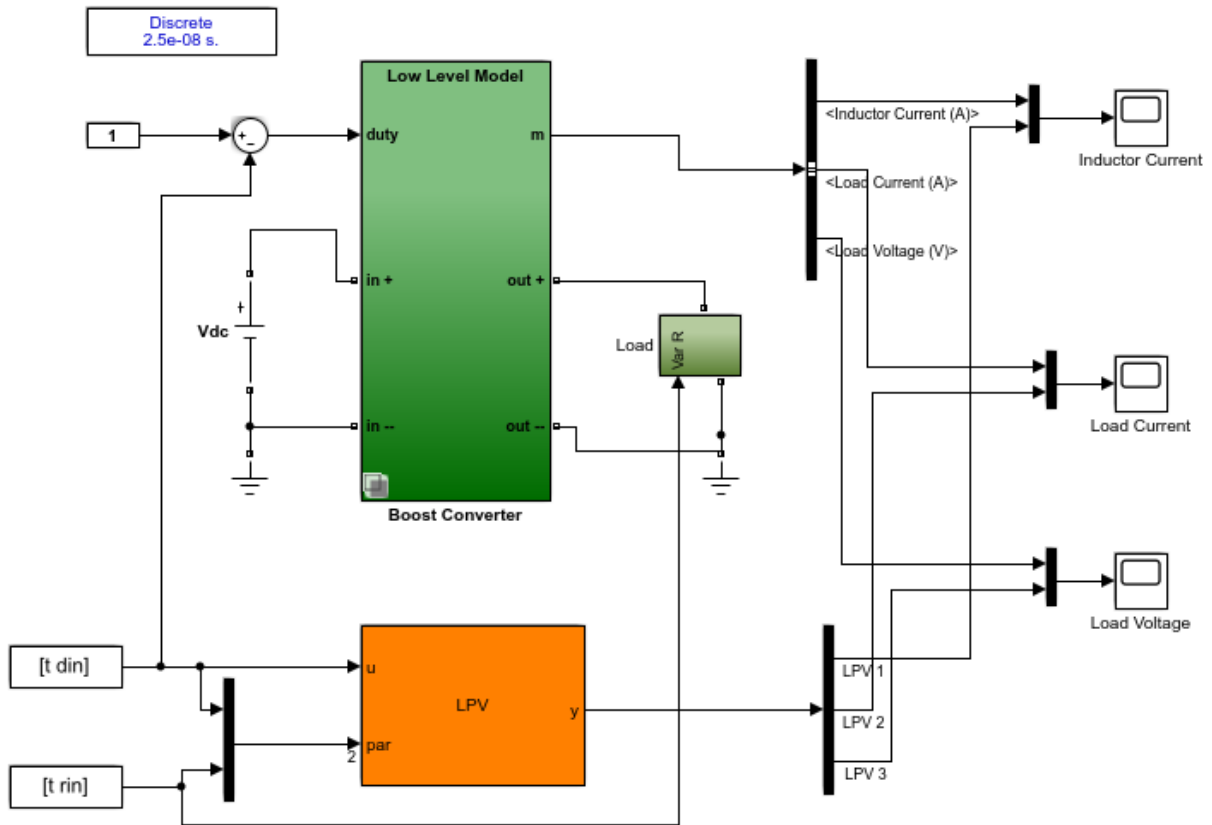 Discrete
2.5e-08 s.
Low Level Model
1
+
−
duty
m
<Inductor Current (A)>
Inductor Current
<Load Current (A)>
<Load Voltage (V)>
in +
out +
+
Vdc
Load
Var R
in --
out --
Load Current
Boost Converter
Load Voltage
[t din]
u
LPV
y
LPV 1
LPV 2
par
2
LPV 3
[t rin]